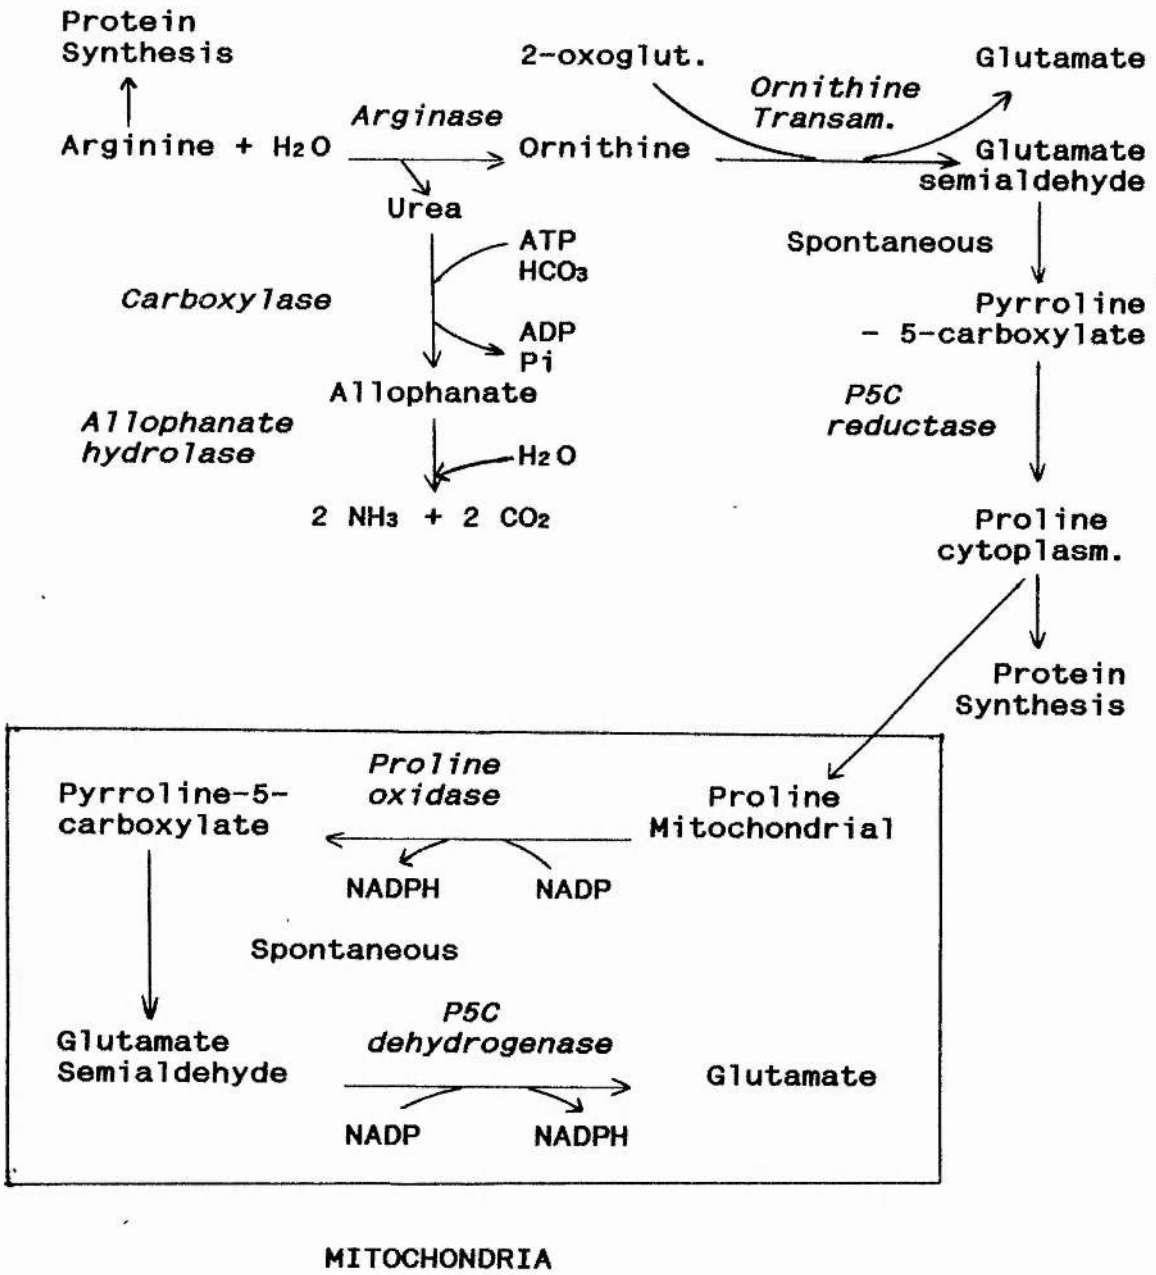 Protein
Synthesis
2-oxoglut.
Glutamate
Ornithine
Transam.
Arginase
Arginine + H2O
Ornithine
Glutamate
semialdehyde
Urea
Spontaneous
ATP
HCO3
Carboxylase
Pyrroline
- 5-carboxylate
ADP
Pi
Allophanate
P5C
reductase
Allophanate
hydrolase
H2O
2 NH3 + 2 CO2
Proline
cytoplasm.
Protein
Synthesis
Proline
oxidase
Pyrroline-5-
carboxylate
Proline
Mitochondrial
NADPH
NADP
Spontaneous
P5C
dehydrogenase
Glutamate
Semialdehyde
Glutamate
NADP
NADPH
MITOCHONDRIA